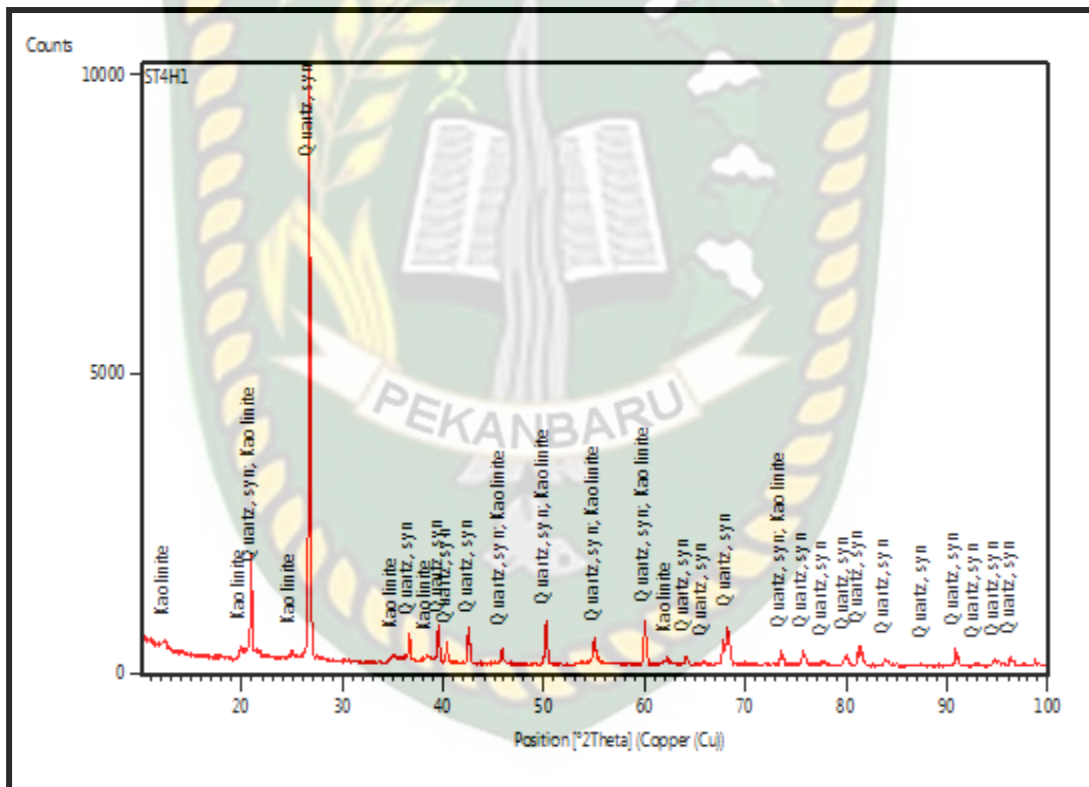 Counts
10000
ST4H1
5000
0
Kaolinite
Kaolinite
Quartz, syn; Kaolinite
Kaolinite
Quartz, syn
Kaolinite
Quartz, syn
Kaolinite
Quartz, syn
Quartz, syn
Quartz, syn
Quartz, syn; Kaolinite
Quartz, syn; Kaolinite
Quartz, syn; Kaolinite
Quartz, syn; Kaolinite
Kaolinite
Quartz, syn
Quartz, syn
Quartz, syn
Quartz, syn; Kaolinite
Quartz, syn
Quartz, syn
Quartz, syn
Quartz, syn
Quartz, syn
Quartz, syn
Quartz, syn
Quartz, syn
Quartz, syn
Quartz, syn
PEKANBARU
20 30 40 50 60 70 80 90 100
Position [°2Theta] (Copper (Cu))